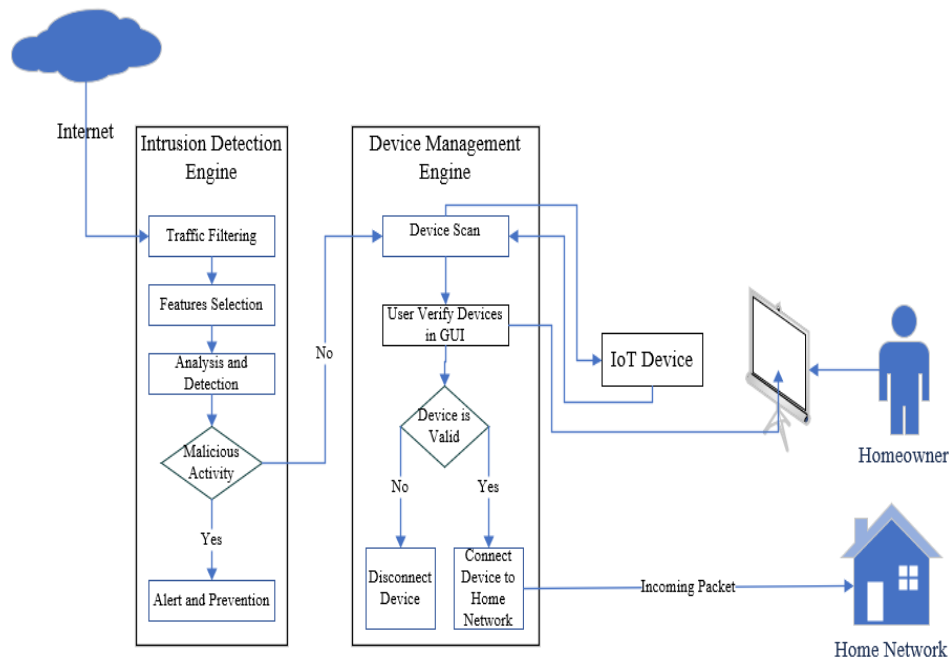 Internet
Intrusion Detection
Engine
Traffic Filtering
Features Selection
Analysis and
Detection
Malicious
Activity
Yes
Alert and Prevention
No
Device Management
Engine
Device Scan
User Verify Devices
in GUI
Device is
Valid
No
Yes
Disconnect
Device
Connect
Device to
Home
Network
IoT Device
Homeowner
Incoming Packet
Home Network